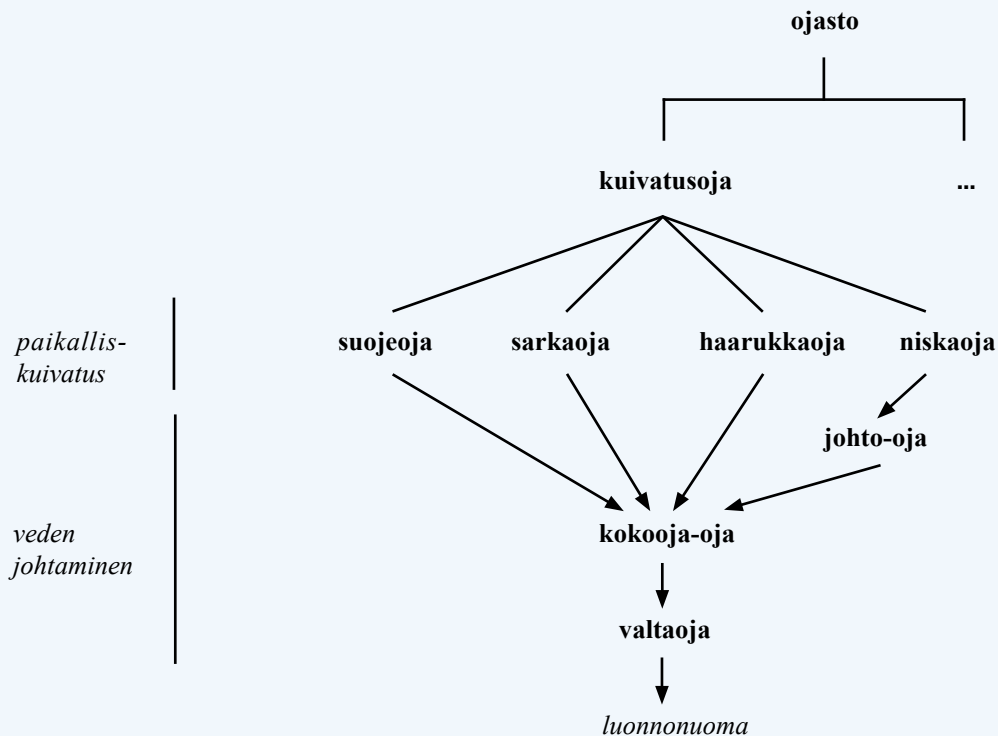 ojasto
kuivatusoja
...
paikallis-
kuivatus
suojeoja
sarkaoja
haarukkaoja
niskaoja
johto-oja
veden
johtaminen
kokooja-oja
valtaoja
luonnonuoma